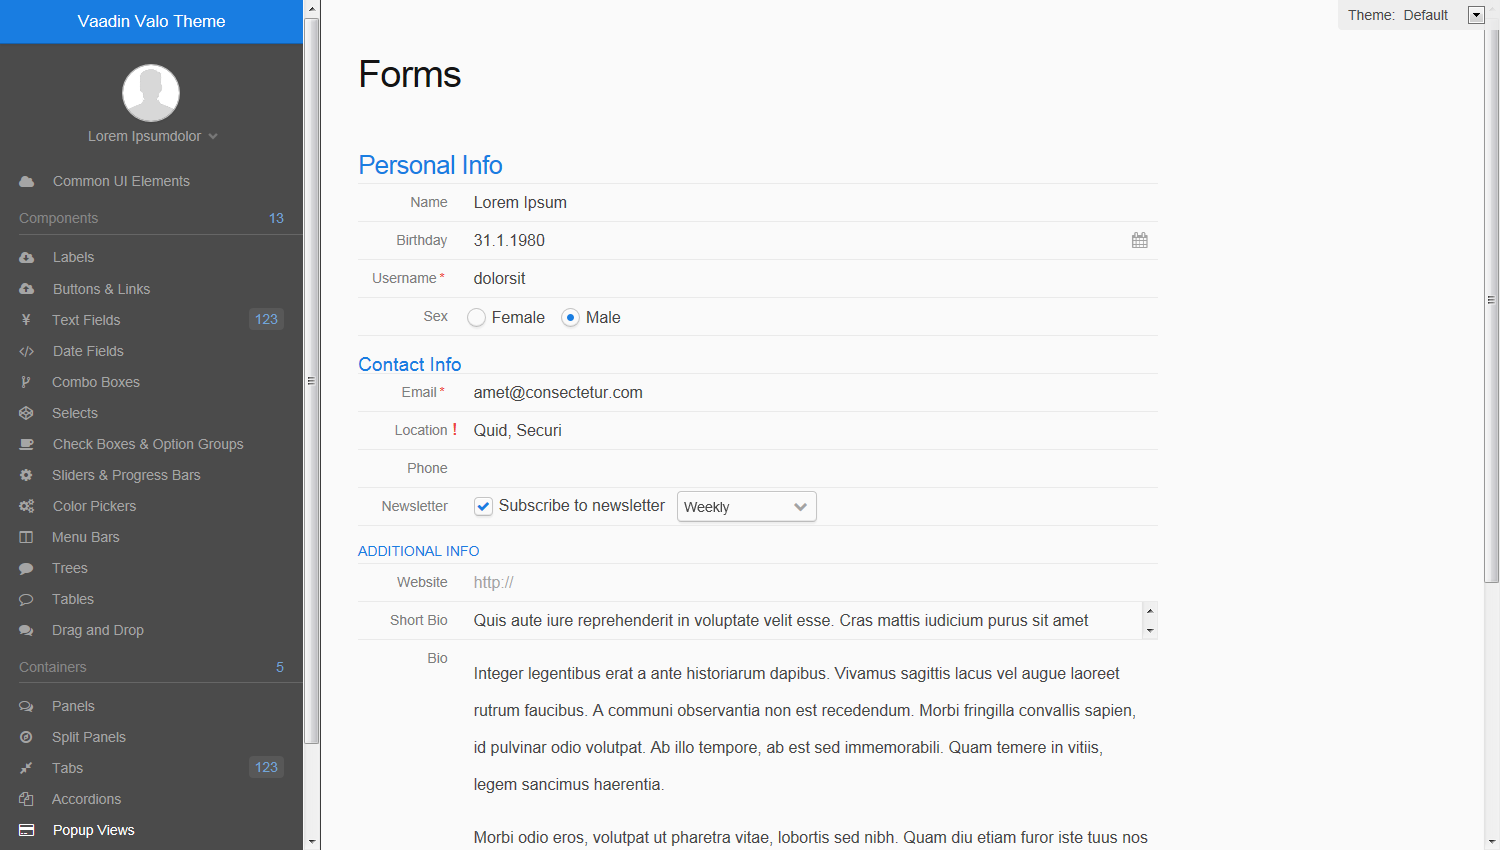 Vaadin Valo Theme
Lorem Ipsumdolor
Common UI Elements
Components 13
Labels
Buttons & Links
Text Fields 123
Date Fields
Combo Boxes
Selects
Check Boxes & Option Groups
Sliders & Progress Bars
Color Pickers
Menu Bars
Trees
Tables
Drag and Drop
Containers 5
Panels
Split Panels
Tabs 123
Accordions
Popup Views
Theme: Default
Forms
Personal Info
Name Lorem Ipsum
Birthday 31.1.1980
Username * dolorsit
Sex Female Male
Contact Info
Email * amet@consectetur.com
Location ! Quid, Securi
Phone
Newsletter Subscribe to newsletter Weekly
ADDITIONAL INFO
Website http://
Short Bio Quis aute iure reprehenderit in voluptate velit esse. Cras mattis iudicium purus sit amet
Bio
Integer legentibus erat a ante historiarum dapibus. Vivamus sagittis lacus vel augue laoreet
rutrum faucibus. A communi observantia non est recedendum. Morbi fringilla convallis sapien,
id pulvinar odio volutpat. Ab illo tempore, ab est sed immemorabili. Quam temere in vitiis,
legem sancimus haerentia.
Morbi odio eros, volutpat ut pharetra vitae, lobortis sed nibh. Quam diu etiam furor iste tuus nos